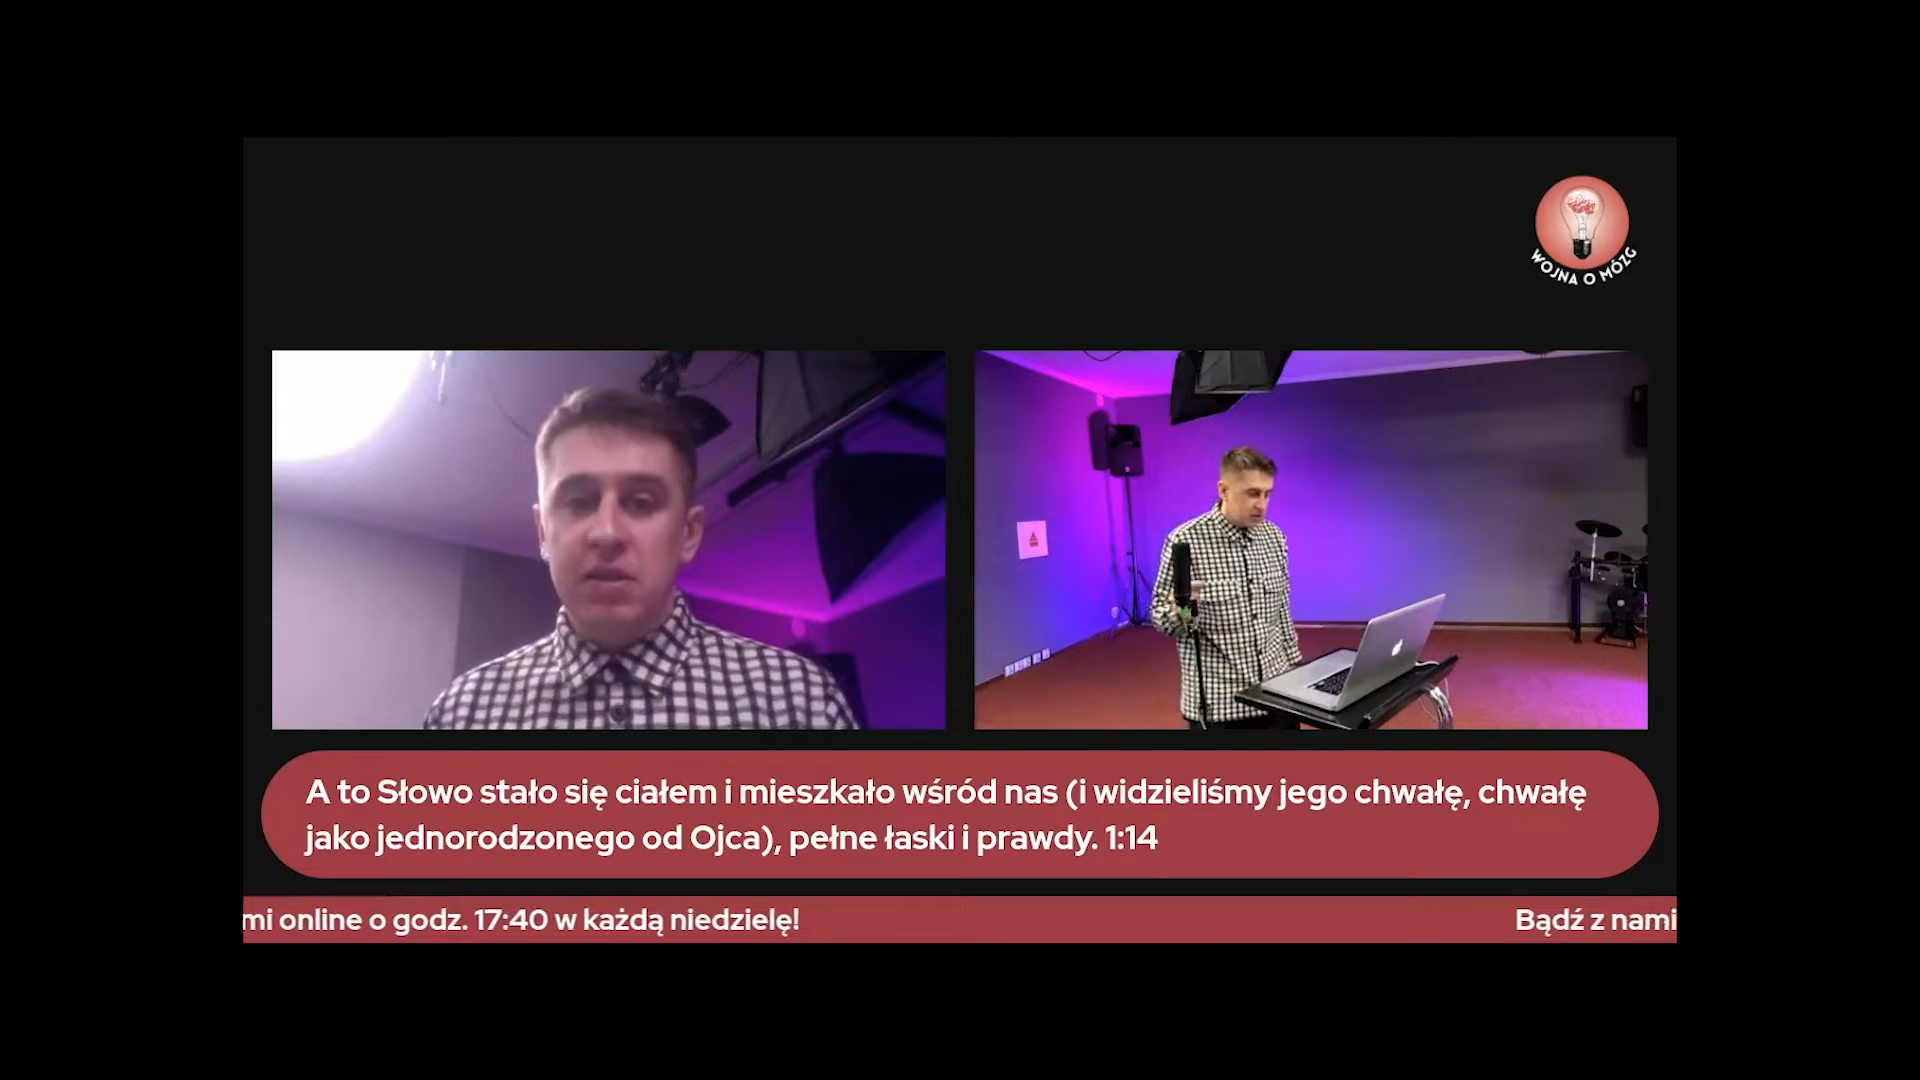 WOJNA O MÓZG
A to Słowo stało się ciałem i mieszkało wśród nas (i widzieliśmy jego chwałę, chwałę
jako jednorodzonego od Ojca), pełne łaski i prawdy. 1:14
mi online o godz. 17:40 w każdą niedzielę!
Bądź z nami